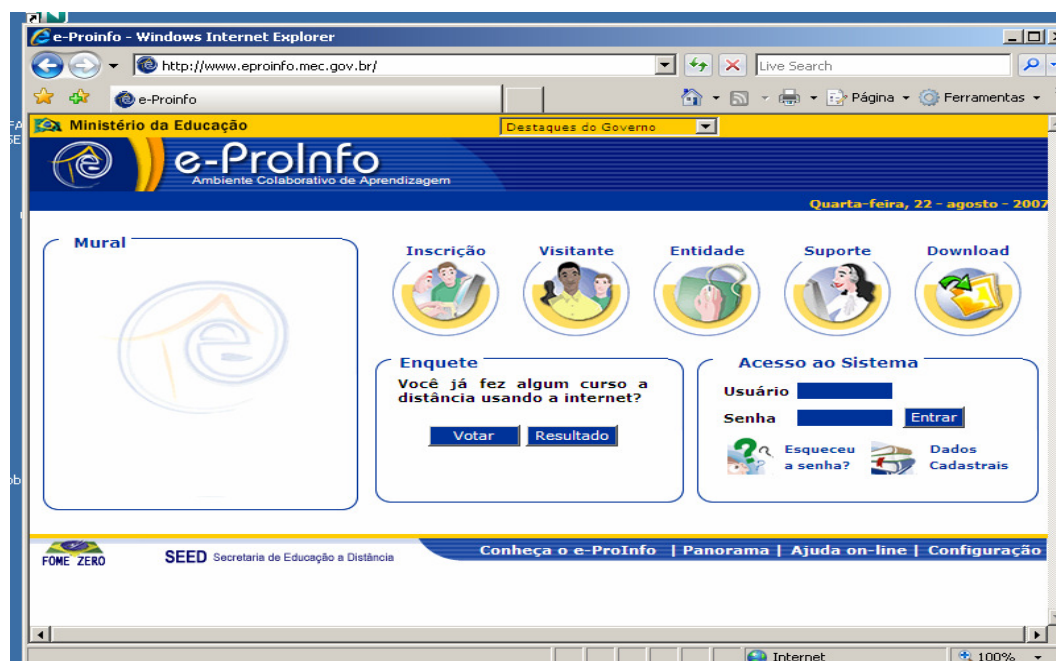 e-Proinfo - Windows Internet Explorer
http://www.eproinfo.mec.gov.br/
Live Search
e-Proinfo
Página
Ferramentas
Ministério da Educação
Destaques do Governo
e-ProInfo
Ambiente Colaborativo de Aprendizagem
Quarta-feira, 22 - agosto - 2007
Mural
Inscrição Visitante Entidade Suporte Download
Enquete
Você já fez algum curso a
distância usando a internet?
Votar Resultado
Acesso ao Sistema
Usuário
Senha Entrar
Esqueceu
a senha?
Dados
Cadastrais
FOME ZERO
SEED Secretaria de Educação a Distância
Conheça o e-ProInfo | Panorama | Ajuda on-line | Configuração
Internet
100%